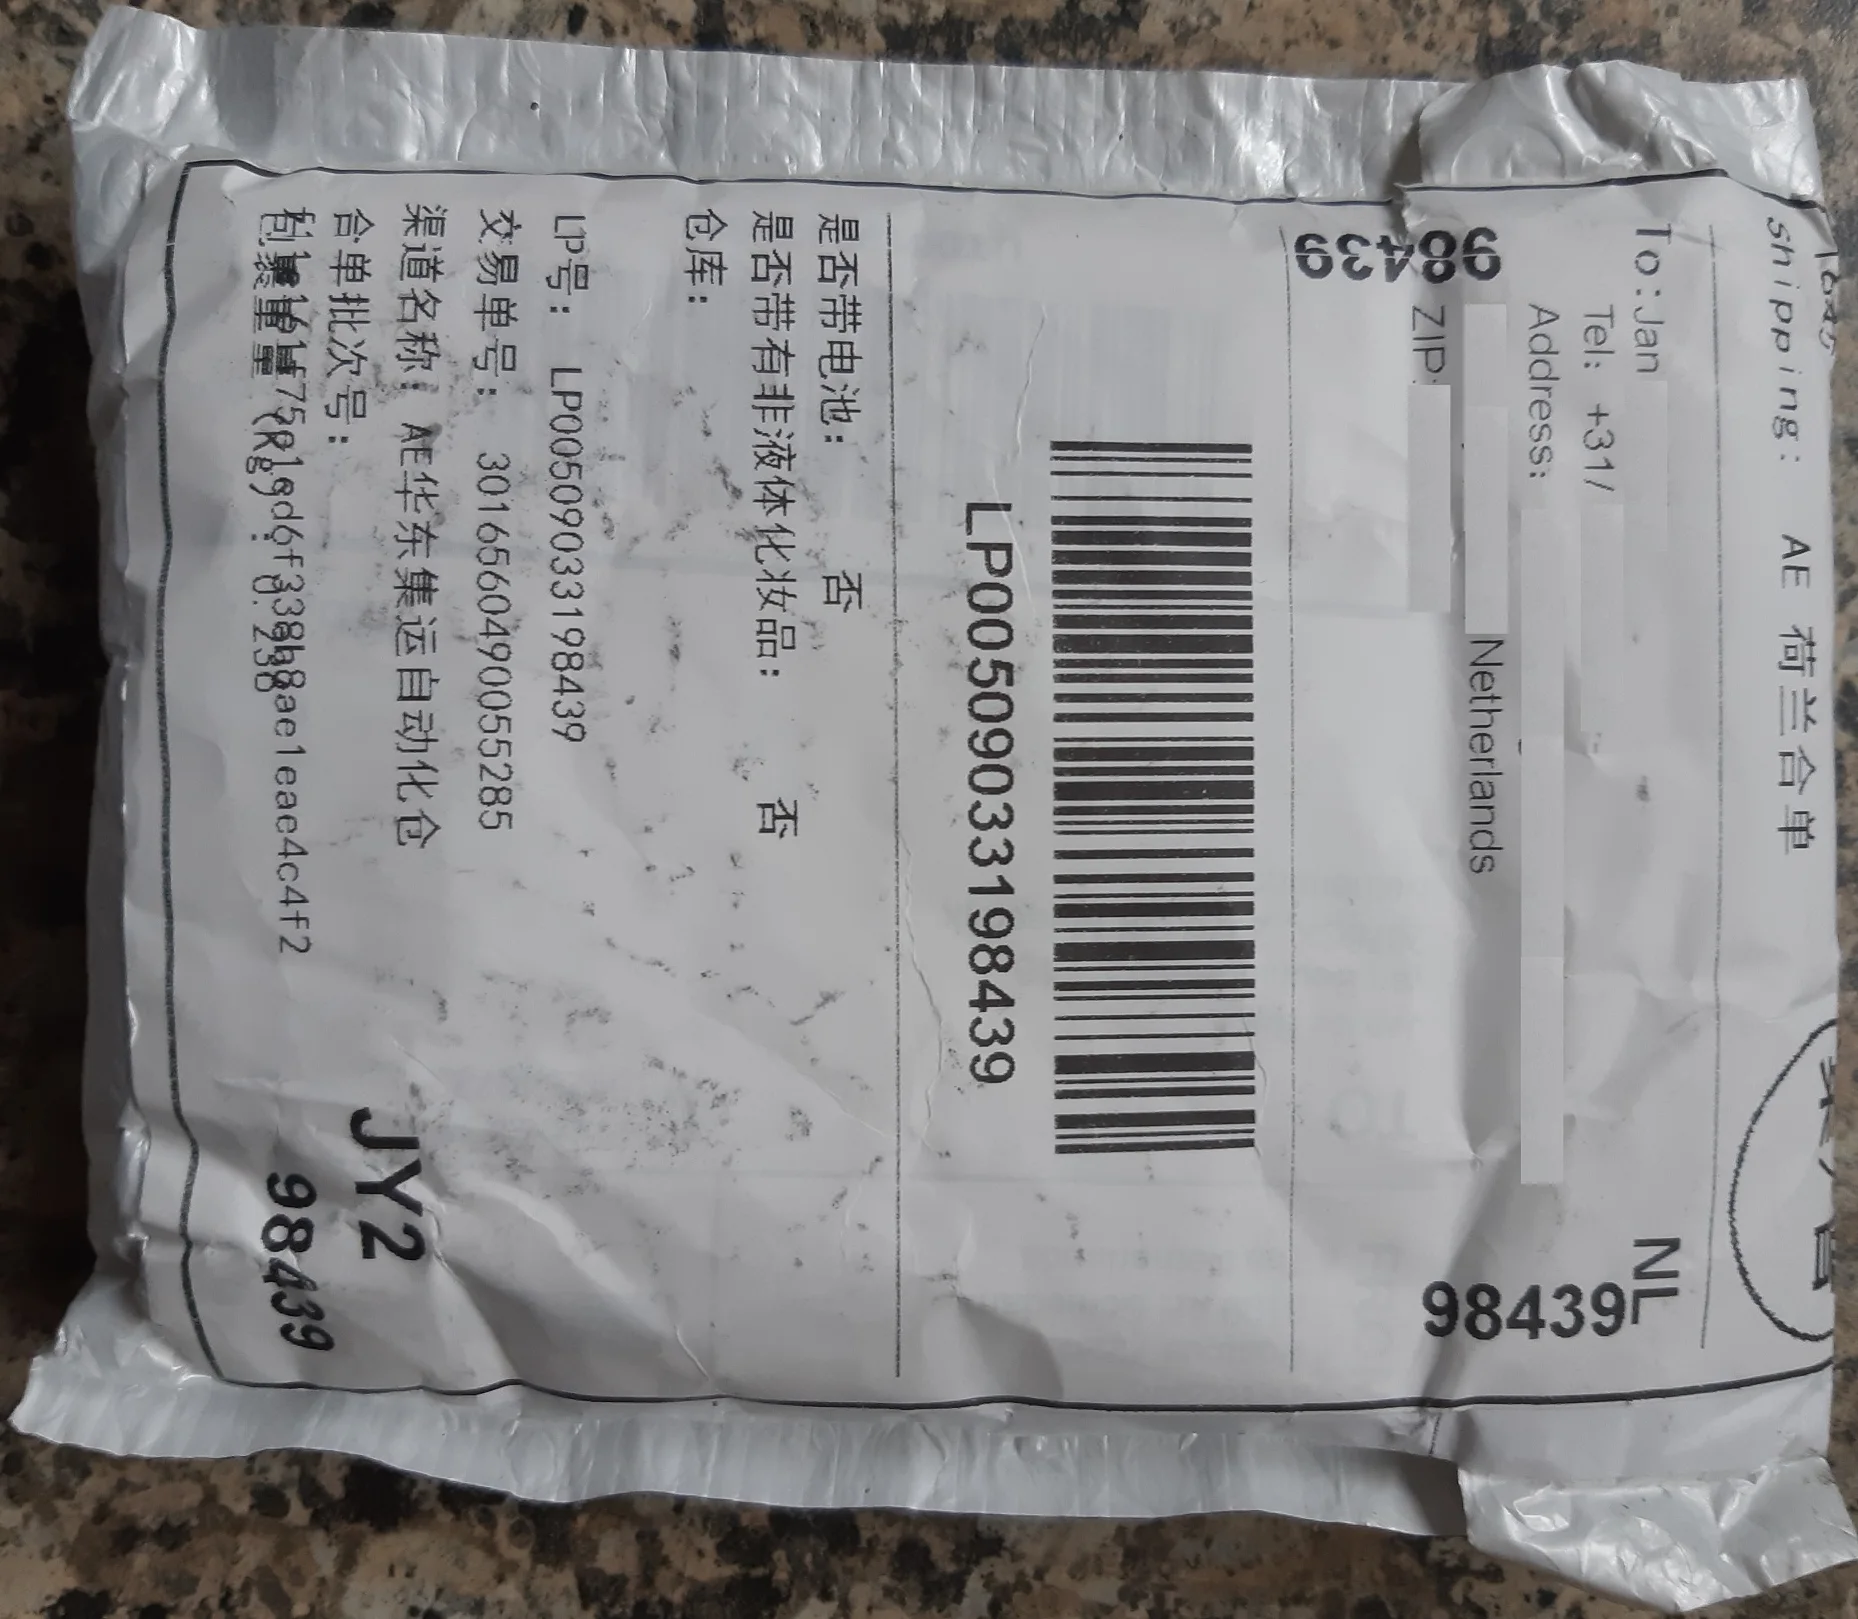 shipping: AE 荷兰合单
To:Jan
NL
Tel: +31/
98439
Address:
Netherlands
ZIP:
98439
LP00509033198439
是否带电池: 否
是否带有非液体化妆品: 否
仓库:
LP号: LP00509033198439
交易单号: 3016560490055285
渠道名称: AE华东集运自动化仓
合单批次号:
JY2
98439